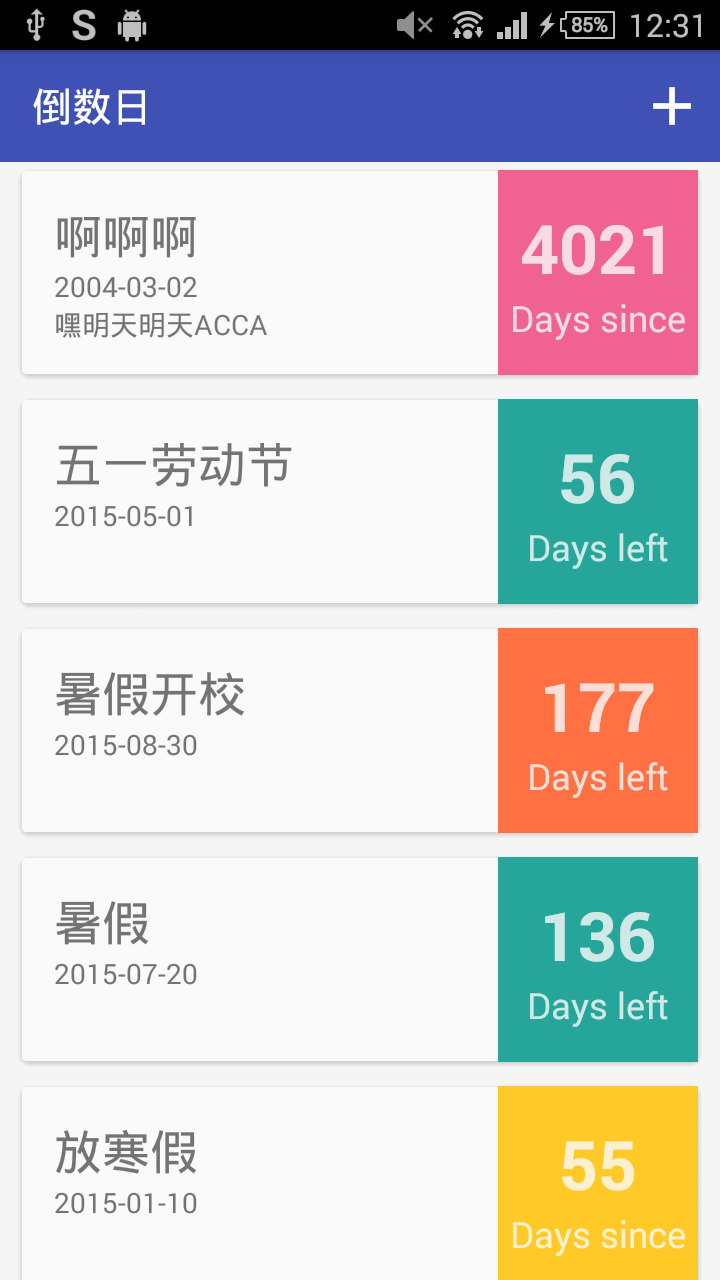 85% 12:31
倒数日
啊啊啊
2004-03-02
嘿明天明天ACCA
4021
Days since
五一劳动节
2015-05-01
56
Days left
暑假开校
2015-08-30
177
Days left
暑假
2015-07-20
136
Days left
放寒假
2015-01-10
55
Days since